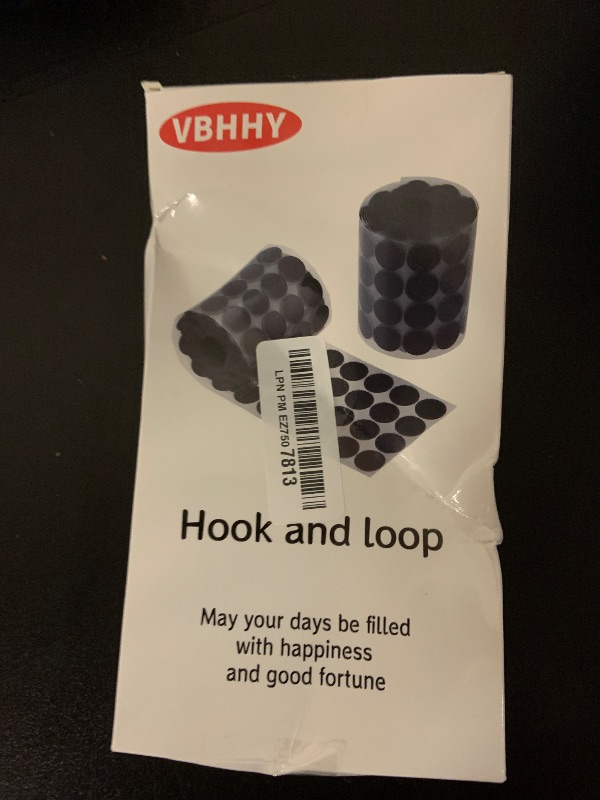 VBHHY
LPN PM EZ750 7813
Hook and loop
May your days be filled
with happiness
and good fortune